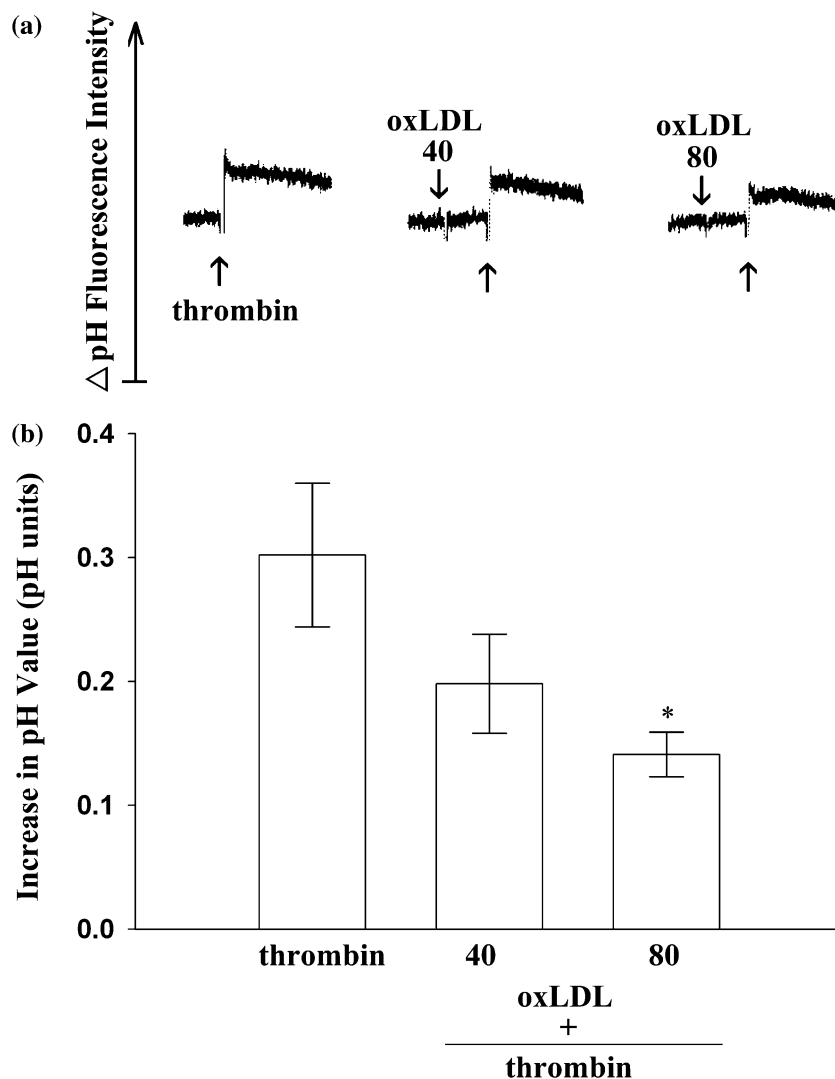 (a)
△pH Fluorescence Intensity
thrombin
oxLDL
40
oxLDL
80
(b)
Increase in pH Value (pH units)
0.4
0.3
0.2
0.1
0.0
*
thrombin 40 80
oxLDL
+
thrombin